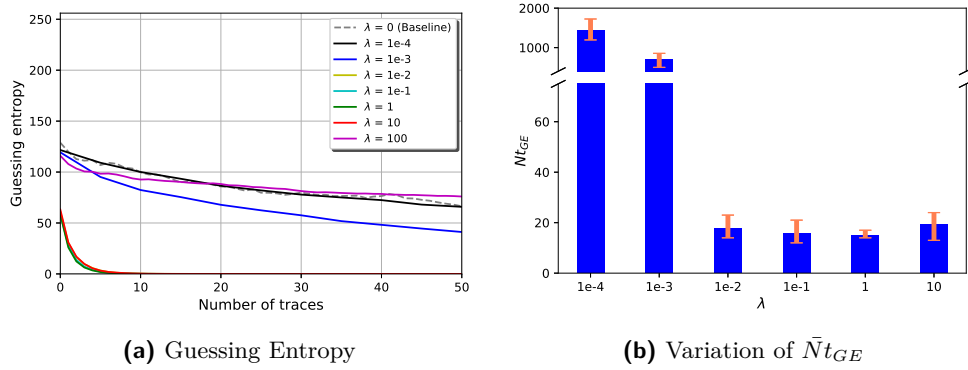 250
200
150
100
50
0
Guessing entropy
0 10 20 30 40 50
Number of traces
λ = 0 (Baseline)
λ = 1e-4
λ = 1e-3
λ = 1e-2
λ = 1e-1
λ = 1
λ = 10
λ = 100
(a) Guessing Entropy
1000
60
40
20
0
Nt_GE
1e-4 1e-3 1e-2 1e-1 1 10
λ
(b) Variation of N̄t_GE